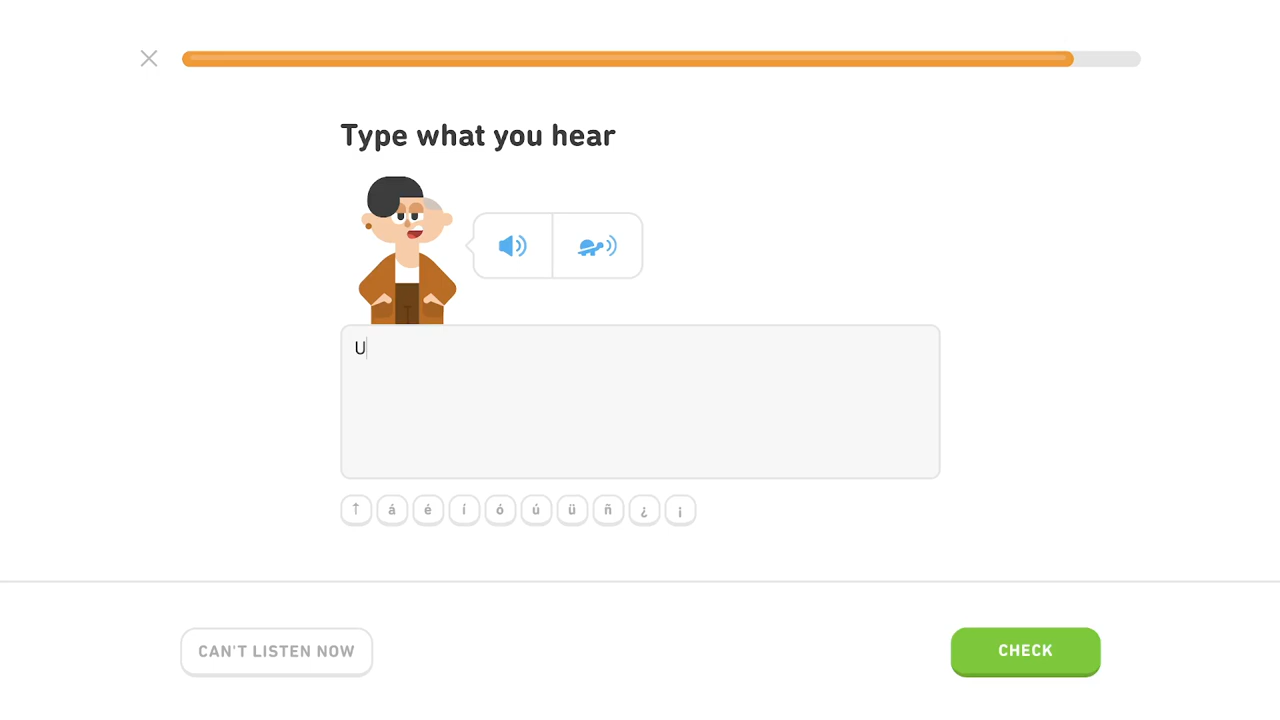 Type what you hear
U
↑ á é í ó ú ü ñ ¿ ¡
CAN'T LISTEN NOW
CHECK